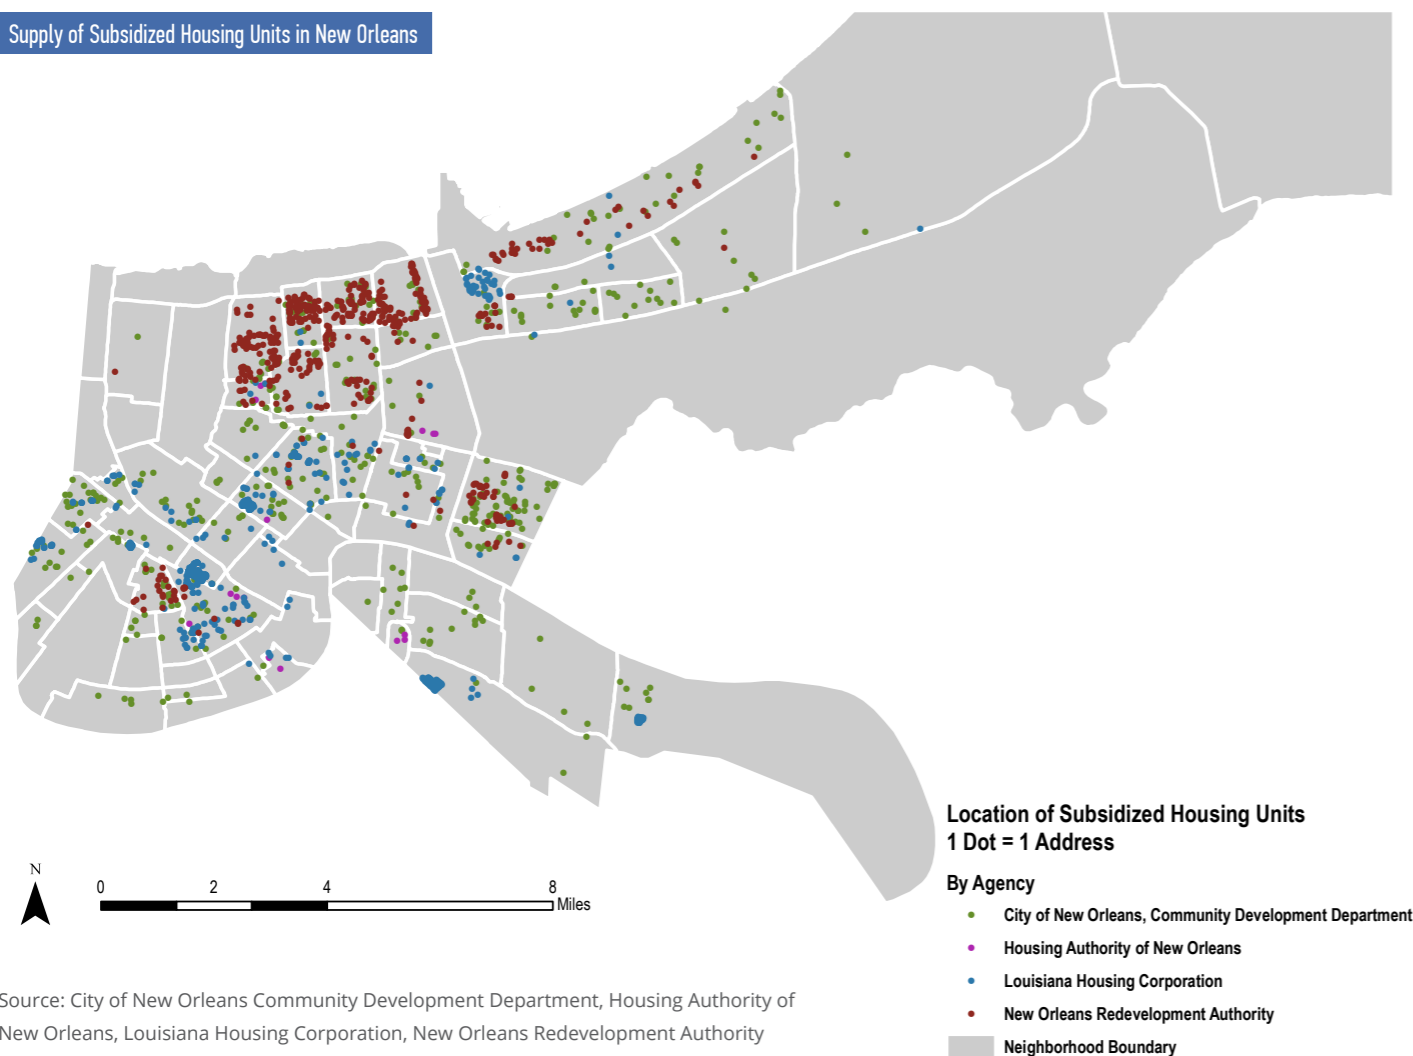 Supply of Subsidized Housing Units in New Orleans
N
0 2 4 8
Miles
Location of Subsidized Housing Units
1 Dot = 1 Address
By Agency
City of New Orleans, Community Development Department
Housing Authority of New Orleans
Louisiana Housing Corporation
New Orleans Redevelopment Authority
Neighborhood Boundary
Source: City of New Orleans Community Development Department, Housing Authority of
New Orleans, Louisiana Housing Corporation, New Orleans Redevelopment Authority